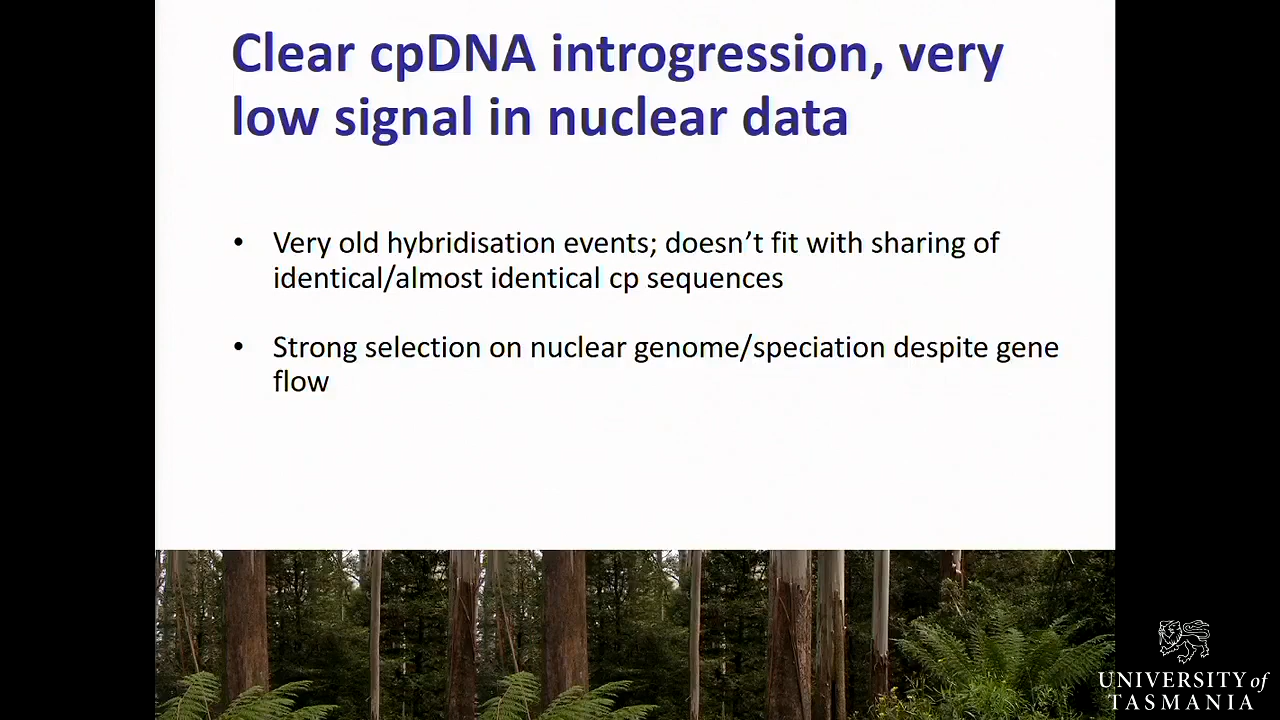 Clear cpDNA introgression, very
low signal in nuclear data
• Very old hybridisation events; doesn’t fit with sharing of
identical/almost identical cp sequences
• Strong selection on nuclear genome/speciation despite gene
flow
UNIVERSITY of
TASMANIA